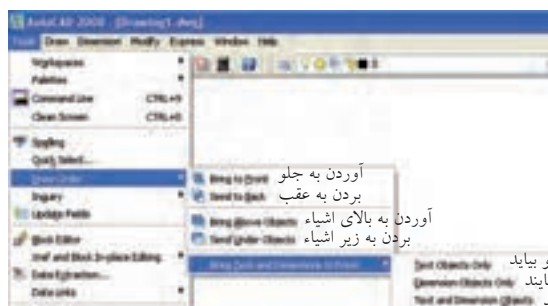 AutoCAD 2008 - [Drawing1.dwg]
Tools Draw Dimension Modify Express Window Help
Workspaces
Palettes
Command Line CTRL+9
Clean Screen CTRL+0
Spelling
Quick Select...
Draw Order
Bring to Front آوردن به جلو
Inquiry
Send to Back بردن به عقب
Update Fields
Bring Above Objects آوردن به بالای اشیاء
Block Editor
Send Under Objects بردن به زیر اشیاء
Xref and Block In-place Editing
Bring Text and Dimensions to Front
Text Objects Only و بیاید
Data Extraction...
Dimension Objects Only
Data Links
Text and Dimension Objects